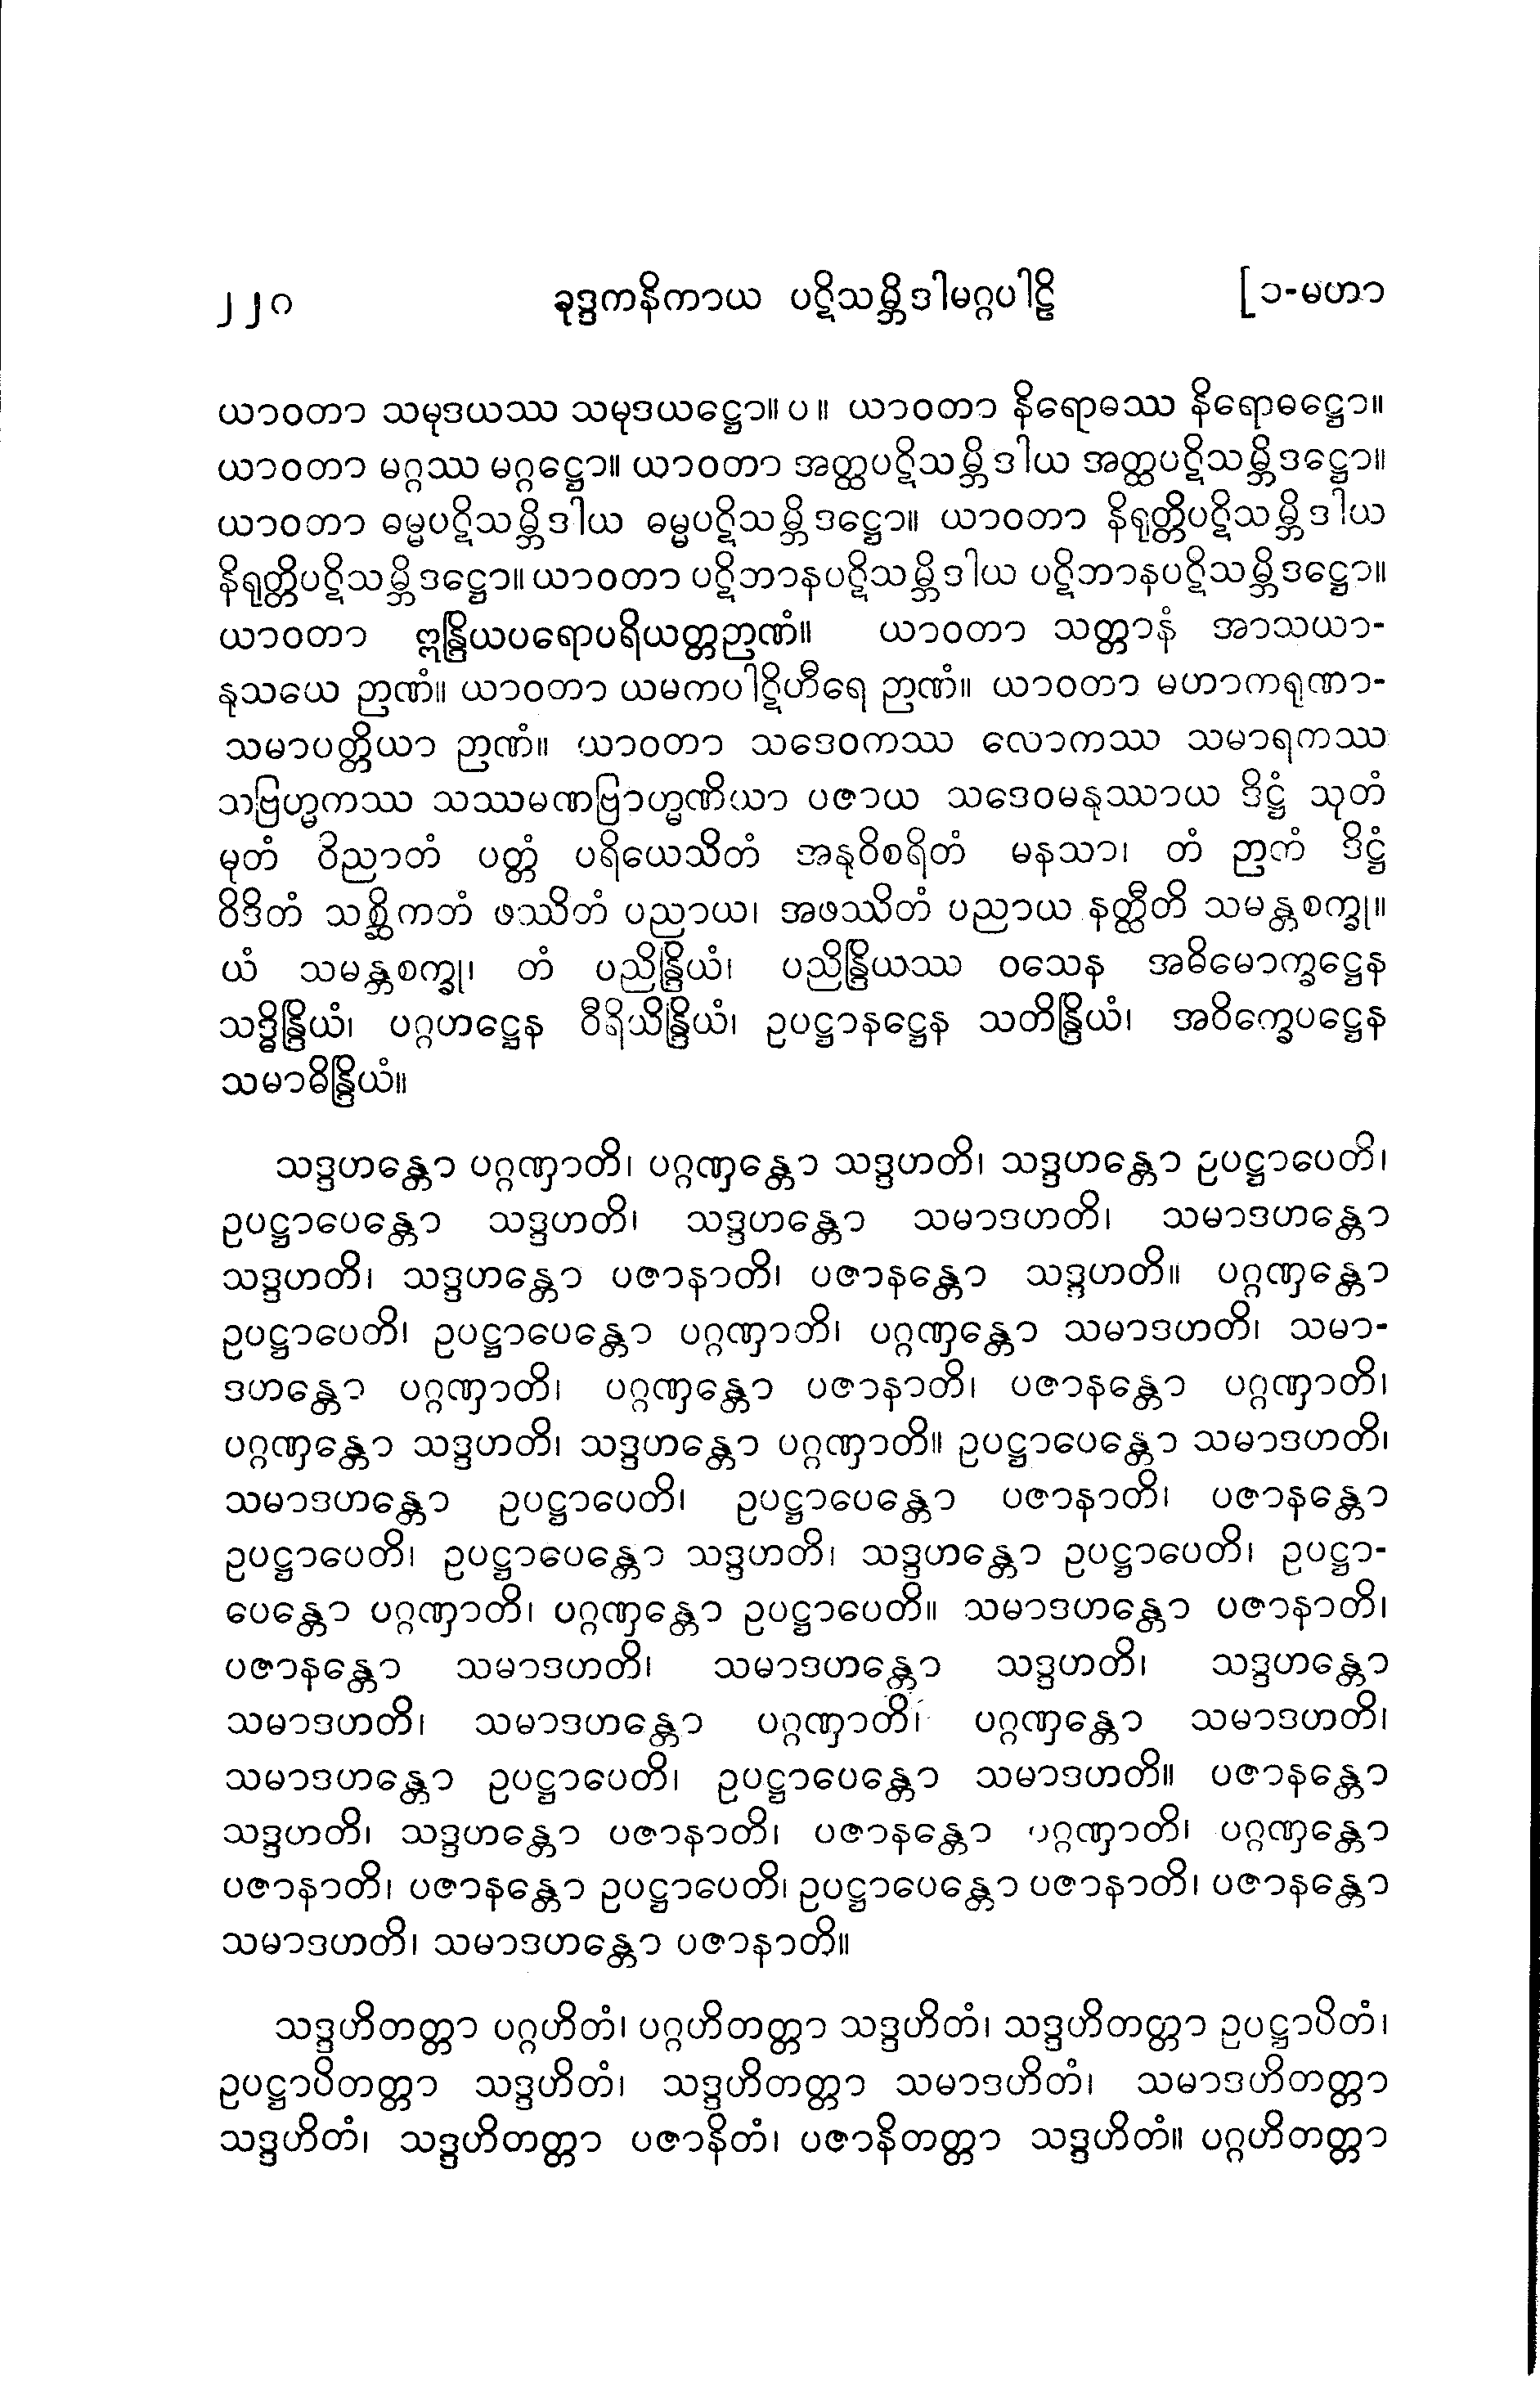 ၂၂၀ ခုဒ္ဒကနိကာယ ပဋိသမ္ဘိဒါမဂ္ဂပါဠိ [၁-မဟာ
ယာဝတာ သမုဒယဿ သမုဒယဋ္ဌော။ ပ ။ ယာဝတာ နိရောဓဿ နိရောဓဋ္ဌော။
ယာဝတာ မဂ္ဂဿ မဂ္ဂဋ္ဌော။ ယာဝတာ အတ္ထပဋိသမ္ဘိဒါယ အတ္ထပဋိသမ္ဘိဒဋ္ဌော။
ယာဝတာ ဓမ္မပဋိသမ္ဘိဒါယ ဓမ္မပဋိသမ္ဘိဒဋ္ဌော။ ယာဝတာ နိရုတ္တိပဋိသမ္ဘိဒါယ
နိရုတ္တိပဋိသမ္ဘိဒဋ္ဌော။ ယာဝတာ ပဋိဘာနပဋိသမ္ဘိဒါယ ပဋိဘာနပဋိသမ္ဘိဒဋ္ဌော။
ယာဝတာ ဣန္ဒြိယပရောပရိယတ္တဉာဏံ။ ယာဝတာ သတ္တာနံ အာသယာ-
နုသယေ ဉာဏံ။ ယာဝတာ ယမကပါဋိဟီရေ ဉာဏံ။ ယာဝတာ မဟာကရုဏာ-
သမာပတ္တိယာ ဉာဏံ။ ယာဝတာ သဒေဝကဿ လောကဿ သမာရကဿ
သဗြဟ္မကဿ သဿမဏဗြာဟ္မဏိယာ ပဇာယ သဒေဝမနုဿာယ ဒိဋ္ဌံ သုတံ
မုတံ ဝိညာတံ ပတ္တံ ပရိယေသိတံ အနုဝိစရိတံ မနသာ၊ တံ ဉာတံ ဒိဋ္ဌံ
ဝိဒိတံ သစ္ဆိကတံ ဖဿိတံ ပညာယ၊ အဖဿိတံ ပညာယ နတ္ထီတိ သမန္တစက္ခု။
ယံ သမန္တစက္ခု၊ တံ ပညိန္ဒြိယံ၊ ပညိန္ဒြိယဿ ဝသေန အဓိမောက္ခဋ္ဌေန
သဒ္ဓိန္ဒြိယံ၊ ပဂ္ဂဟဋ္ဌေန ဝီရိယိန္ဒြိယံ၊ ဥပဋ္ဌာနဋ္ဌေန သတိန္ဒြိယံ၊ အဝိက္ခေပဋ္ဌေန
သမာဓိန္ဒြိယံ။
သဒ္ဒဟန္တော ပဂ္ဂဏှာတိ၊ ပဂ္ဂဏှန္တော သဒ္ဒဟတိ၊ သဒ္ဒဟန္တော ဥပဋ္ဌာပေတိ၊
ဥပဋ္ဌာပေန္တော သဒ္ဒဟတိ၊ သဒ္ဒဟန္တော သမာဒဟတိ၊ သမာဒဟန္တော
သဒ္ဒဟတိ၊ သဒ္ဒဟန္တော ပဇာနာတိ၊ ပဇာနန္တော သဒ္ဒဟတိ။ ပဂ္ဂဏှန္တော
ဥပဋ္ဌာပေတိ၊ ဥပဋ္ဌာပေန္တော ပဂ္ဂဏှာတိ၊ ပဂ္ဂဏှန္တော သမာဒဟတိ၊ သမာ-
ဒဟန္တော ပဂ္ဂဏှာတိ၊ ပဂ္ဂဏှန္တော ပဇာနာတိ၊ ပဇာနန္တော ပဂ္ဂဏှာတိ၊
ပဂ္ဂဏှန္တော သဒ္ဒဟတိ၊ သဒ္ဒဟန္တော ပဂ္ဂဏှာတိ။ ဥပဋ္ဌာပေန္တော သမာဒဟတိ၊
သမာဒဟန္တော ဥပဋ္ဌာပေတိ၊ ဥပဋ္ဌာပေန္တော ပဇာနာတိ၊ ပဇာနန္တော
ဥပဋ္ဌာပေတိ၊ ဥပဋ္ဌာပေန္တော သဒ္ဒဟတိ၊ သဒ္ဒဟန္တော ဥပဋ္ဌာပေတိ၊ ဥပဋ္ဌာ-
ပေန္တော ပဂ္ဂဏှာတိ၊ ပဂ္ဂဏှန္တော ဥပဋ္ဌာပေတိ။ သမာဒဟန္တော ပဇာနာတိ၊
ပဇာနန္တော သမာဒဟတိ၊ သမာဒဟန္တော သဒ္ဒဟတိ၊ သဒ္ဒဟန္တော
သမာဒဟတိ၊ သမာဒဟန္တော ပဂ္ဂဏှာတိ၊ ပဂ္ဂဏှန္တော သမာဒဟတိ၊
သမာဒဟန္တော ဥပဋ္ဌာပေတိ၊ ဥပဋ္ဌာပေန္တော သမာဒဟတိ။ ပဇာနန္တော
သဒ္ဒဟတိ၊ သဒ္ဒဟန္တော ပဇာနာတိ၊ ပဇာနန္တော ပဂ္ဂဏှာတိ၊ ပဂ္ဂဏှန္တော
ပဇာနာတိ၊ ပဇာနန္တော ဥပဋ္ဌာပေတိ၊ ဥပဋ္ဌာပေန္တော ပဇာနာတိ၊ ပဇာနန္တော
သမာဒဟတိ၊ သမာဒဟန္တော ပဇာနာတိ။
သဒ္ဒဟိတတ္တာ ပဂ္ဂဟိတံ၊ ပဂ္ဂဟိတတ္တာ သဒ္ဒဟိတံ၊ သဒ္ဒဟိတတ္တာ ဥပဋ္ဌာပိတံ၊
ဥပဋ္ဌာပိတတ္တာ သဒ္ဒဟိတံ၊ သဒ္ဒဟိတတ္တာ သမာဒဟိတံ၊ သမာဒဟိတတ္တာ
သဒ္ဒဟိတံ၊ သဒ္ဒဟိတတ္တာ ပဇာနိတံ၊ ပဇာနိတတ္တာ သဒ္ဒဟိတံ။ ပဂ္ဂဟိတတ္တာ